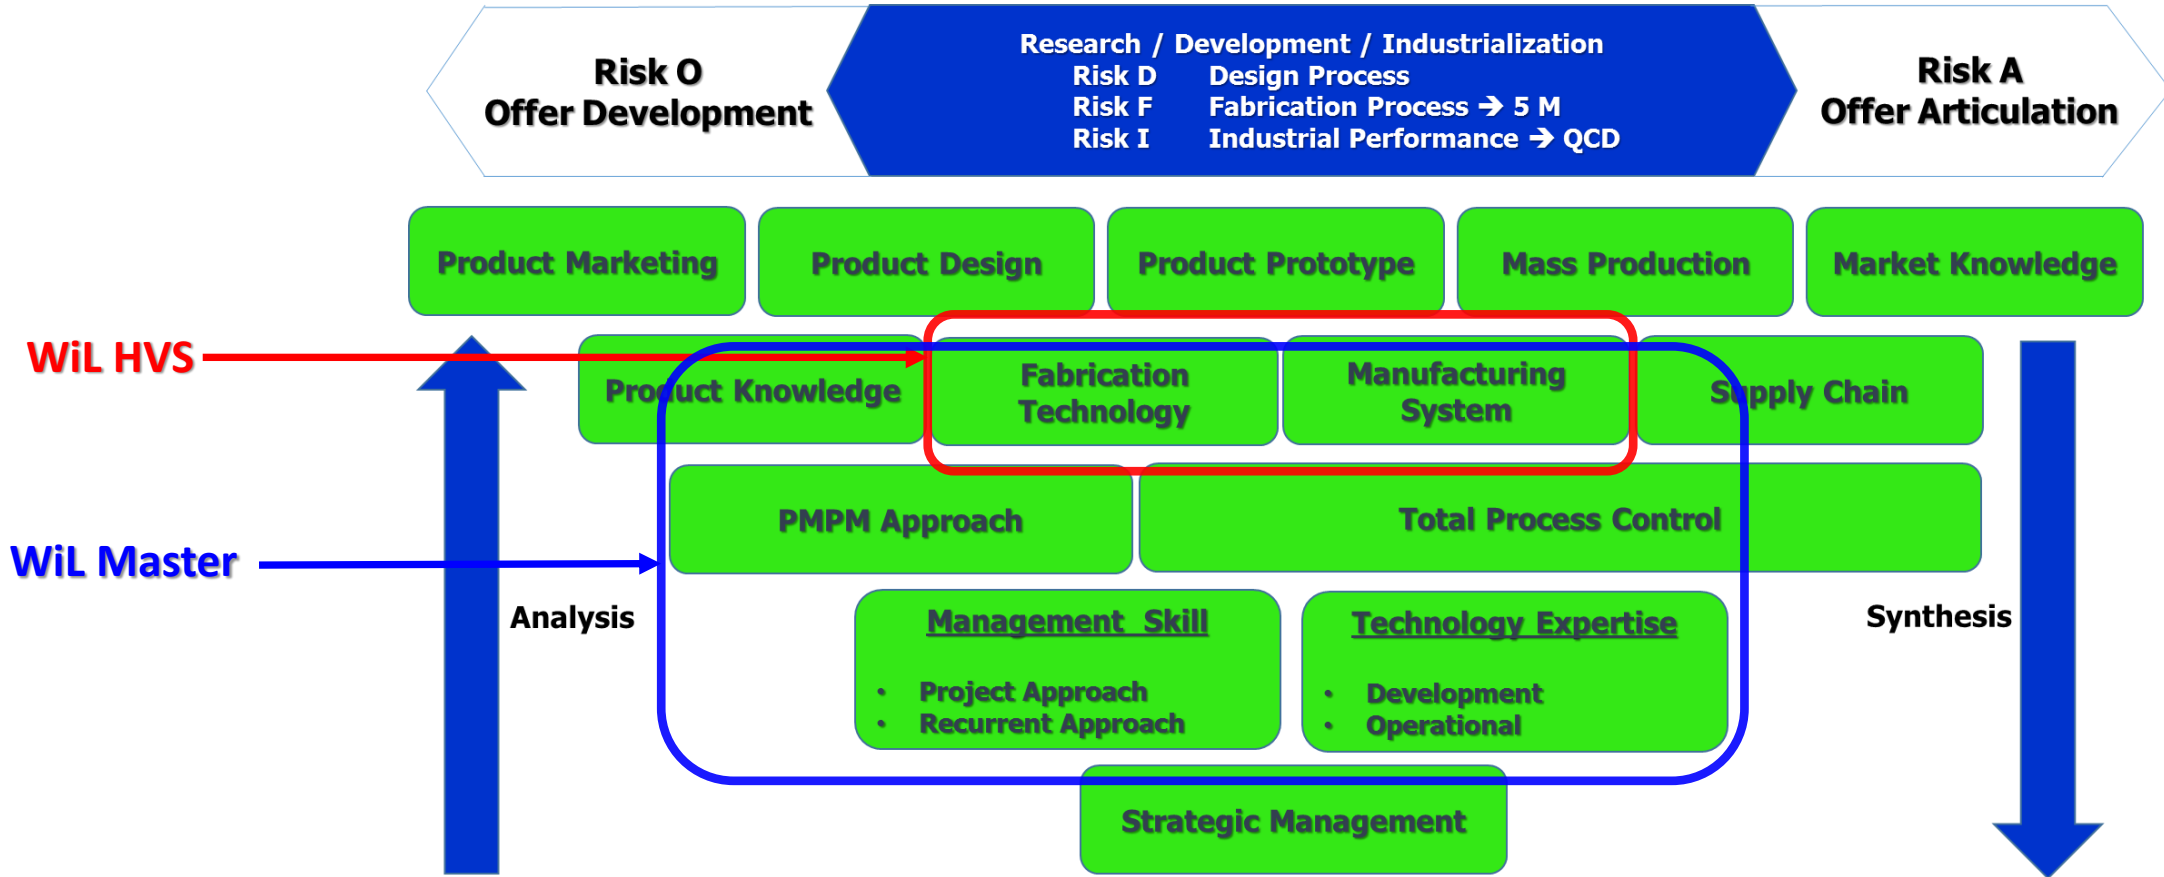 Risk O
Offer Development
Research / Development / Industrialization
Risk D Design Process
Risk F Fabrication Process ➔ 5 M
Risk I Industrial Performance ➔ QCD
Risk A
Offer Articulation
Product Marketing
Product Design
Product Prototype
Mass Production
Market Knowledge
WiL HVS
Product Knowledge
Fabrication
Technology
Manufacturing
System
Supply Chain
PMPM Approach
Total Process Control
WiL Master
Analysis
Management Skill
• Project Approach
• Recurrent Approach
Technology Expertise
• Development
• Operational
Synthesis
Strategic Management